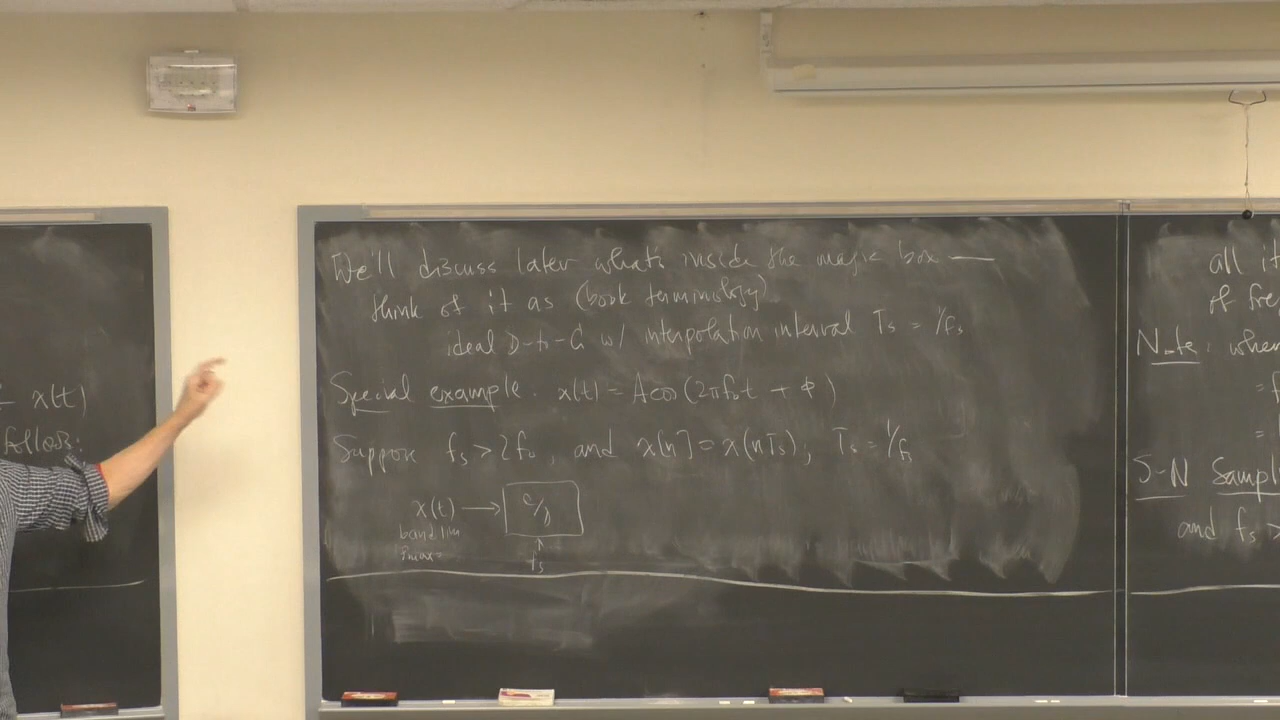 x(t)
follows:
We'll discuss later what's inside the magic box —
think of it as (book terminology)
ideal D-to-C w/ interpolation interval Ts = 1/fs
Special example. x(t) = A cos(2πf₀t + φ)
Suppose fs > 2f₀, and x[n] = x(nTs); Ts = 1/fs
x(t) → C/D
band lim
fmax=
fs
all it
of fre
Note: when
= f
=
S-N Sampl
and fs >